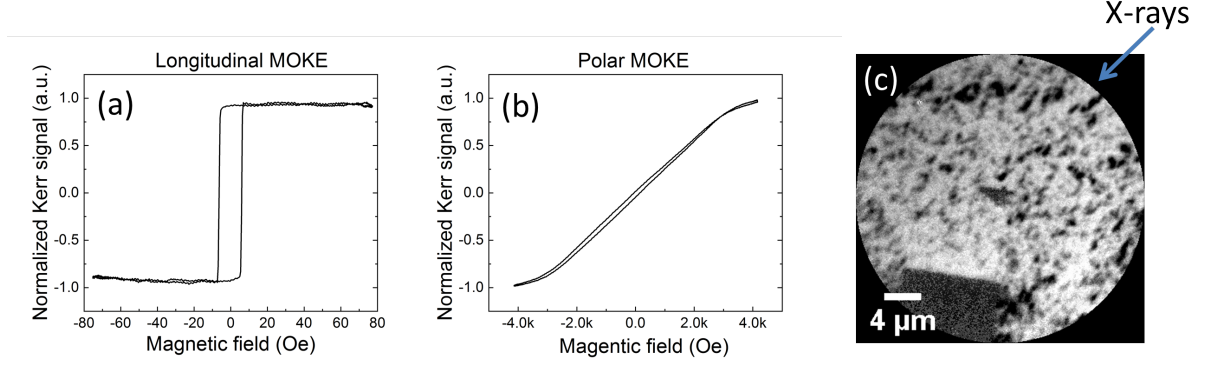 X-rays
Longitudinal MOKE
(a)
Normalized Kerr signal (a.u.)
1.0
0.5
0.0
-0.5
-1.0
-80 -60 -40 -20 0 20 40 60 80
Magnetic field (Oe)
Polar MOKE
(b)
Normalized Kerr signal (a.u.)
1.0
0.5
0.0
-0.5
-1.0
-4.0k -2.0k 0.0 2.0k 4.0k
Magentic field (Oe)
(c)
4 µm